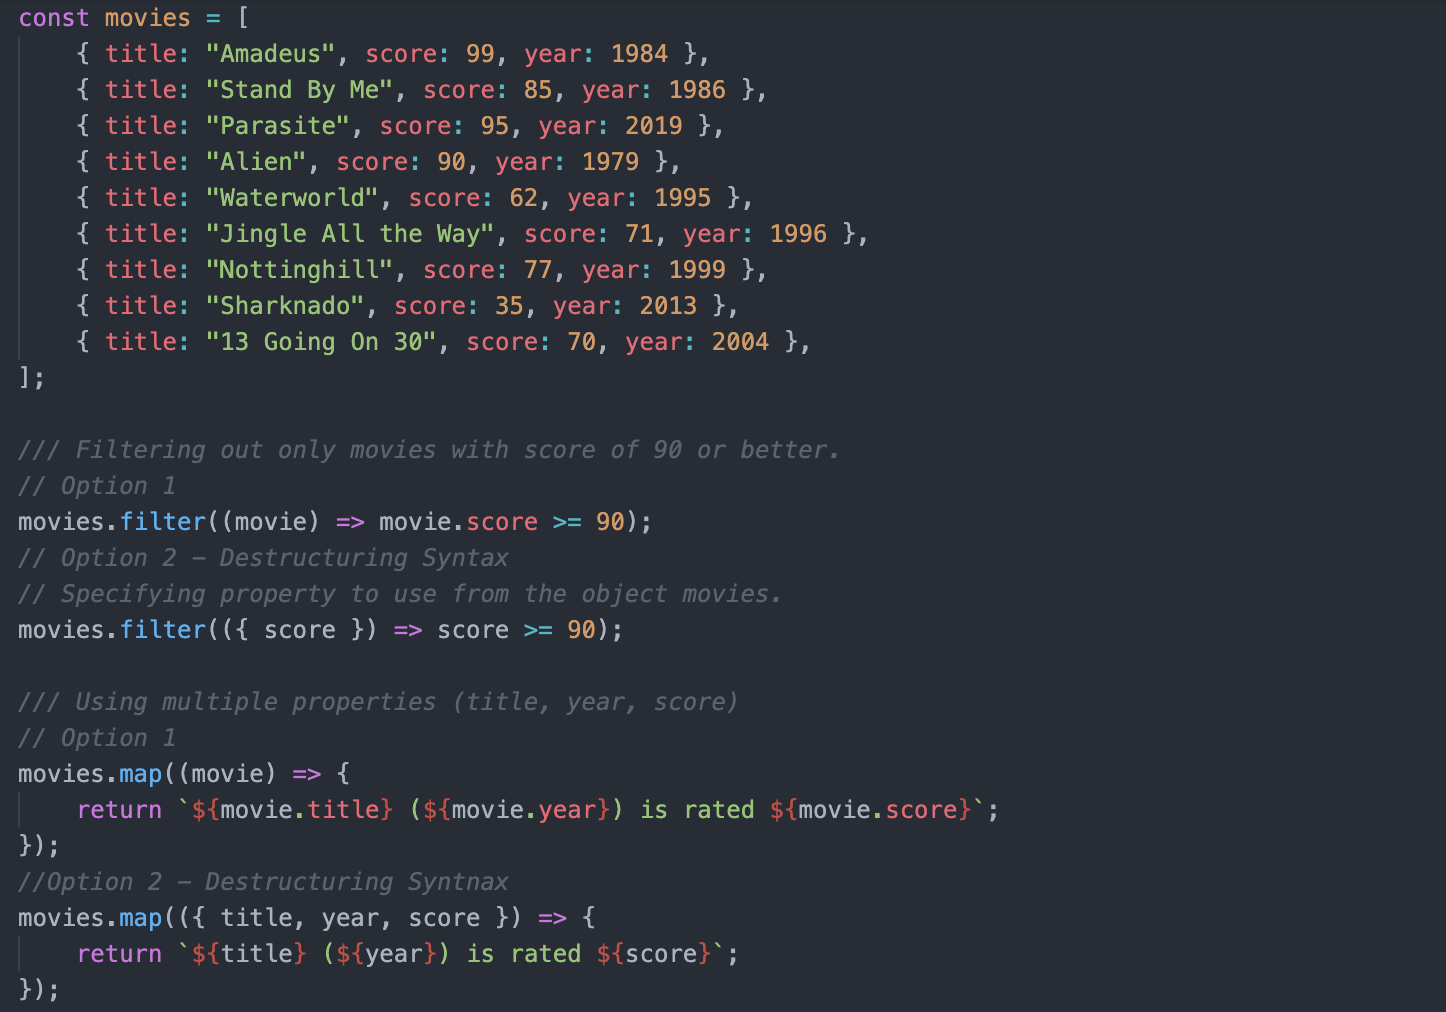 const movies = [
    { title: "Amadeus", score: 99, year: 1984 },
    { title: "Stand By Me", score: 85, year: 1986 },
    { title: "Parasite", score: 95, year: 2019 },
    { title: "Alien", score: 90, year: 1979 },
    { title: "Waterworld", score: 62, year: 1995 },
    { title: "Jingle All the Way", score: 71, year: 1996 },
    { title: "Nottinghill", score: 77, year: 1999 },
    { title: "Sharknado", score: 35, year: 2013 },
    { title: "13 Going On 30", score: 70, year: 2004 },
];

/// Filtering out only movies with score of 90 or better.
// Option 1
movies.filter((movie) => movie.score >= 90);
// Option 2 – Destructuring Syntax
// Specifying property to use from the object movies.
movies.filter(({ score }) => score >= 90);

/// Using multiple properties (title, year, score)
// Option 1
movies.map((movie) => {
    return `${movie.title} (${movie.year}) is rated ${movie.score}`;
});
//Option 2 – Destructuring Syntnax
movies.map(({ title, year, score }) => {
    return `${title} (${year}) is rated ${score}`;
});